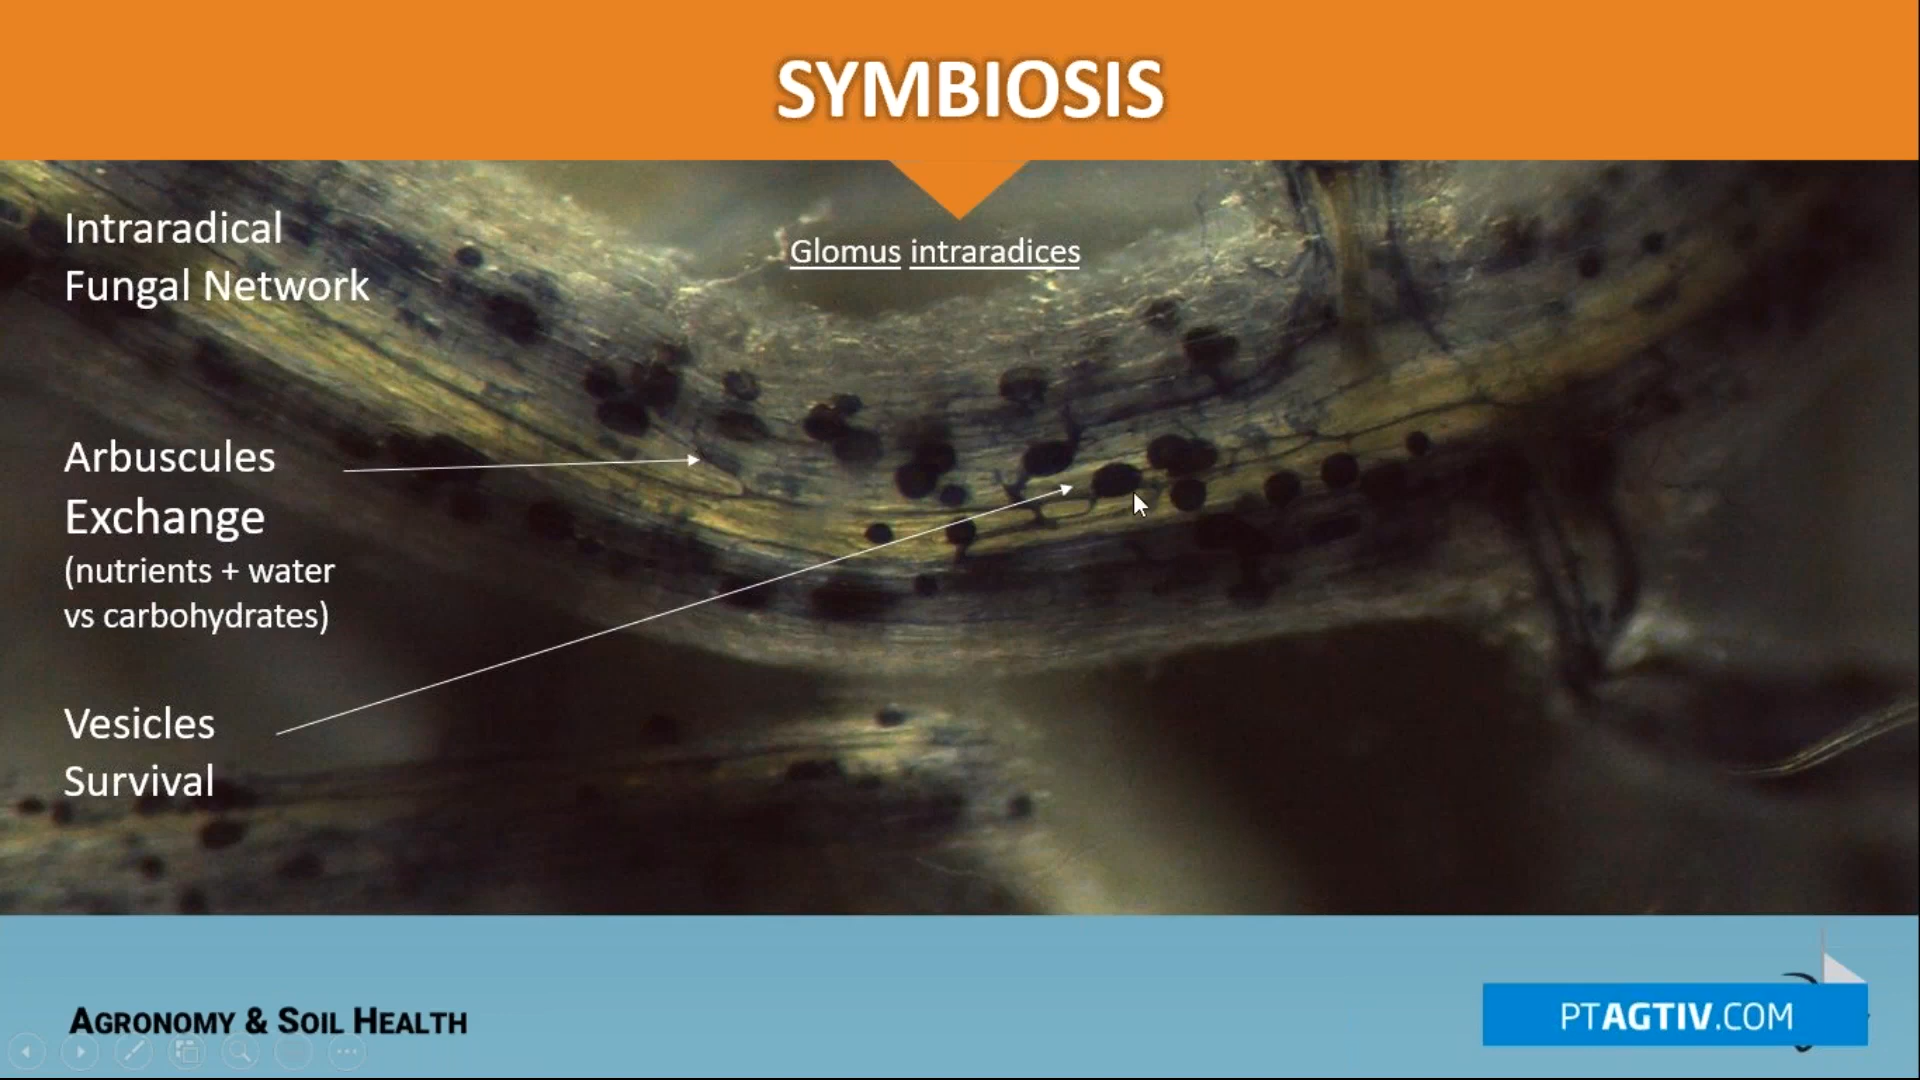 SYMBIOSIS
Intraradical
Fungal Network
Glomus intraradices
Arbuscules
Exchange
(nutrients + water
vs carbohydrates)
Vesicles
Survival
AGRONOMY & SOIL HEALTH
PTAGTIV.COM